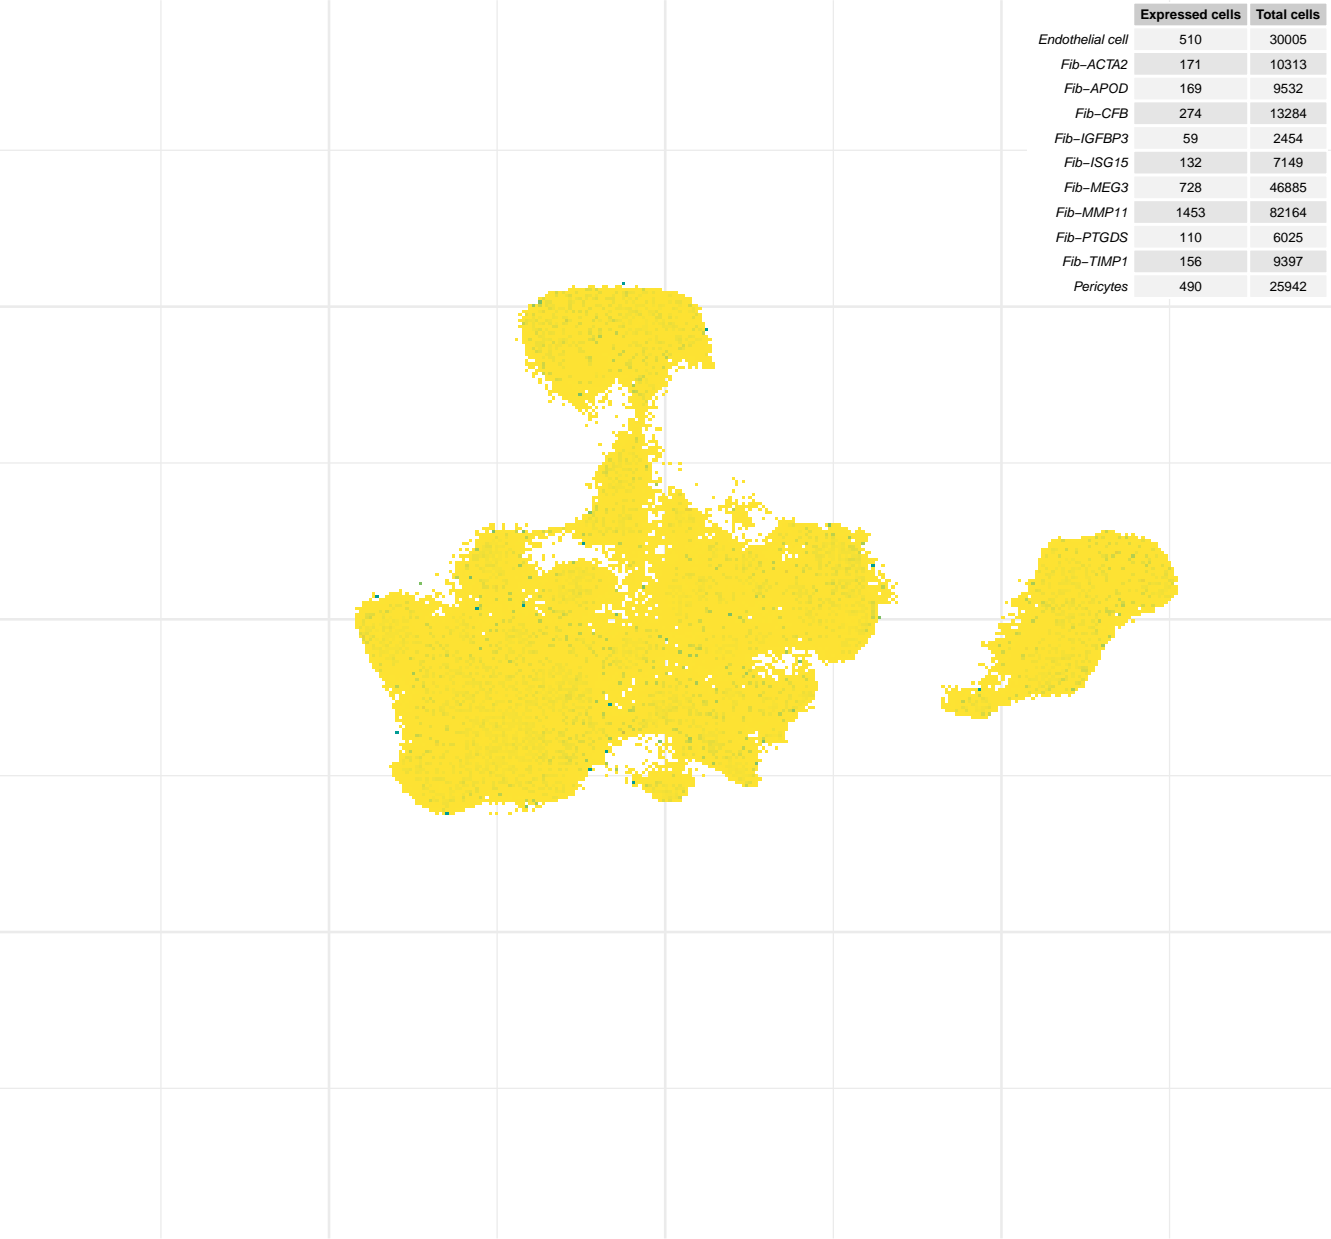 Expressed cells Total cells
Endothelial cell 510 30005
Fib−ACTA2 171 10313
Fib−APOD 169 9532
Fib−CFB 274 13284
Fib−IGFBP3 59 2454
Fib−ISG15 132 7149
Fib−MEG3 728 46885
Fib−MMP11 1453 82164
Fib−PTGDS 110 6025
Fib−TIMP1 156 9397
Pericytes 490 25942